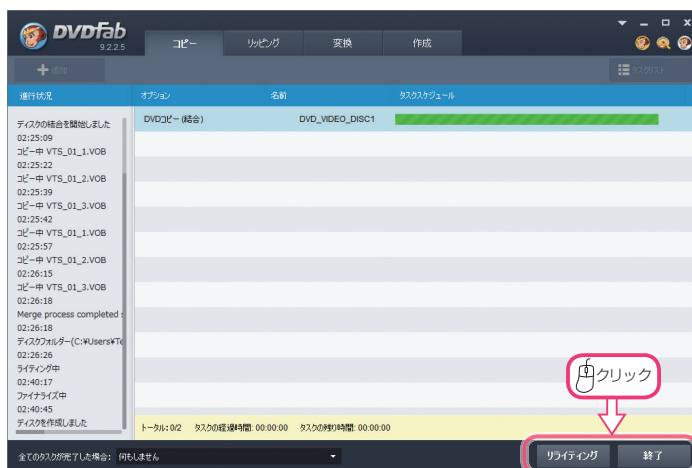 DVDFab
9.2.2.5
コピー
リッピング
変換
作成
追加
タスクリスト
進行状況
オプション
名前
タスクスケジュール
ディスクの結合を開始しました
02:25:09
コピー中 VTS_01_1.VOB
02:25:22
コピー中 VTS_01_2.VOB
02:25:39
コピー中 VTS_01_3.VOB
02:25:42
コピー中 VTS_01_1.VOB
02:25:57
コピー中 VTS_01_2.VOB
02:26:15
コピー中 VTS_01_3.VOB
02:26:18
Merge process completed
02:26:18
ディスクフォルダー(C:¥Users¥Te
02:26:26
ライティング中
02:40:17
ファイナライズ中
02:40:45
ディスクを作成しました
DVDコピー (結合)
DVD_VIDEO_DISC1
トータル: 0/2 タスクの経過時間: 00:00:00 タスクの残り時間: 00:00:00
クリック
全てのタスクが完了した場合: 何もしません
リライティング
終了